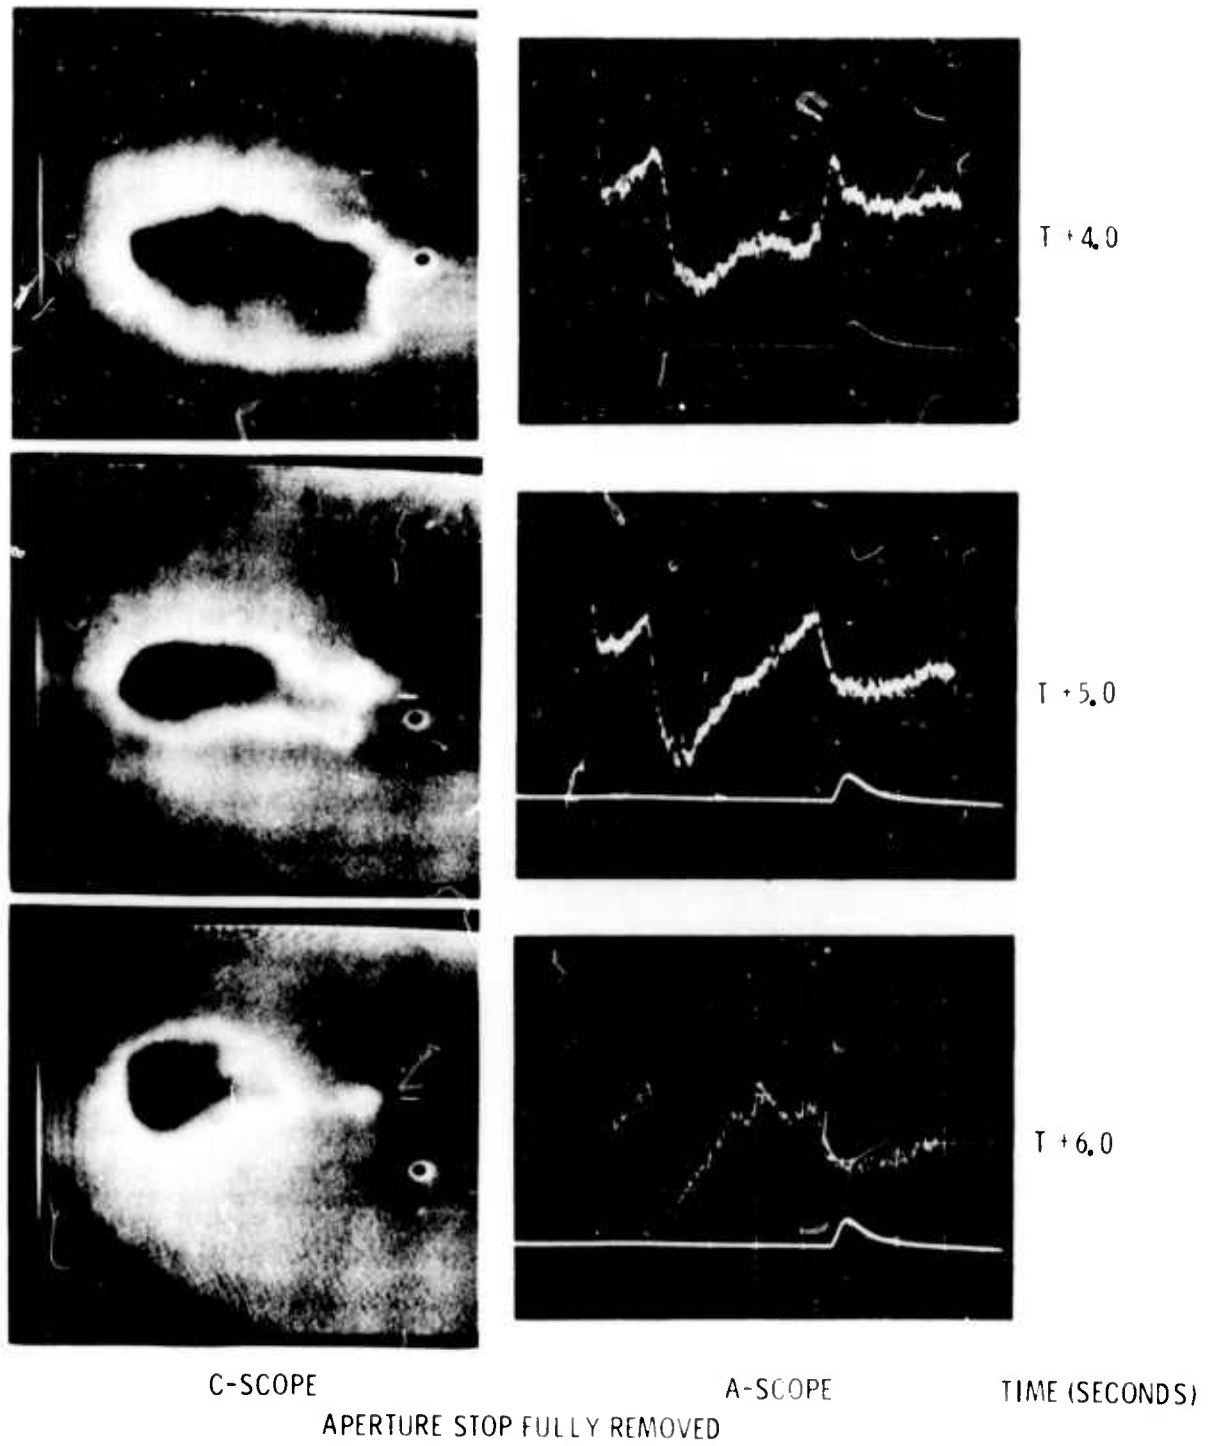 T + 4.0
T + 5.0
T + 6.0
C-SCOPE
A-SCOPE
TIME (SECONDS)
APERTURE STOP FULLY REMOVED